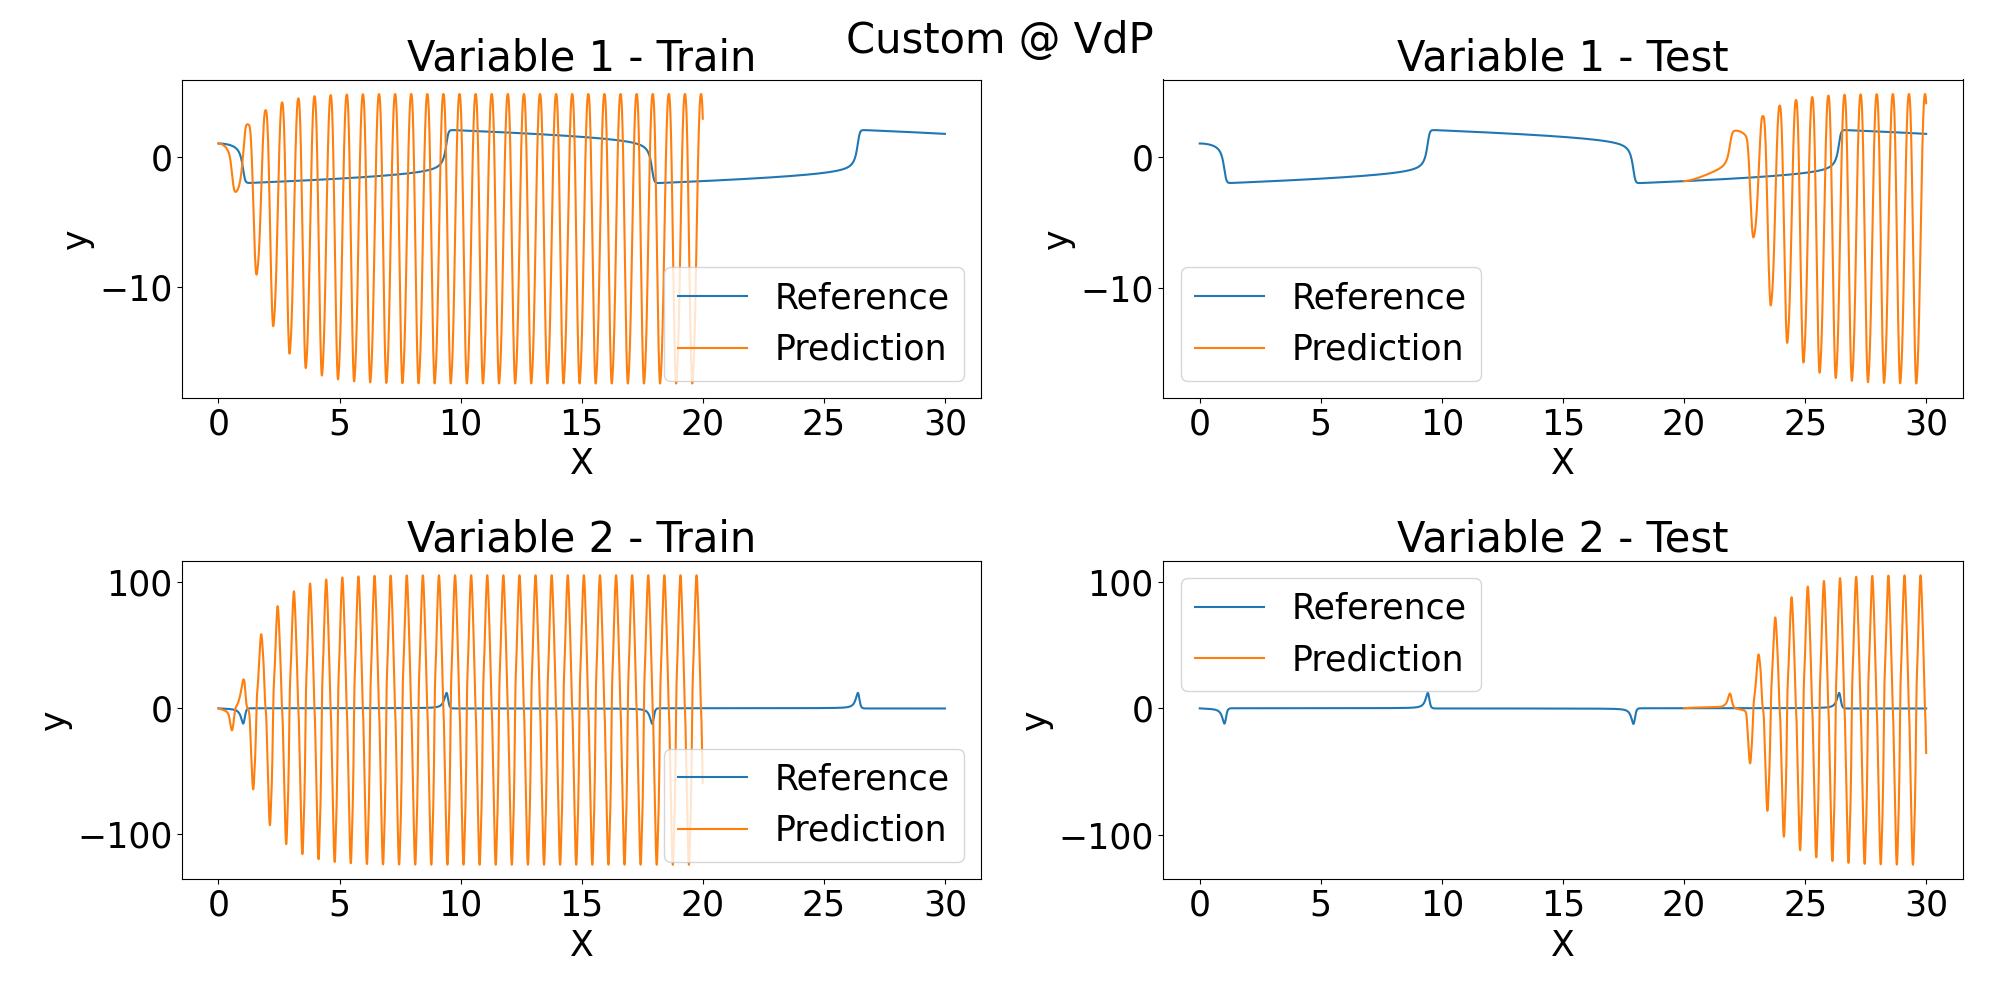 Custom @ VdP
Variable 1 - Train
0
−10
y
Reference
Prediction
0 5 10 15 20 25 30
X
Variable 1 - Test
0
−10
y
Reference
Prediction
0 5 10 15 20 25 30
X
Variable 2 - Train
100
0
−100
y
Reference
Prediction
0 5 10 15 20 25 30
X
Variable 2 - Test
100
0
−100
y
Reference
Prediction
0 5 10 15 20 25 30
X